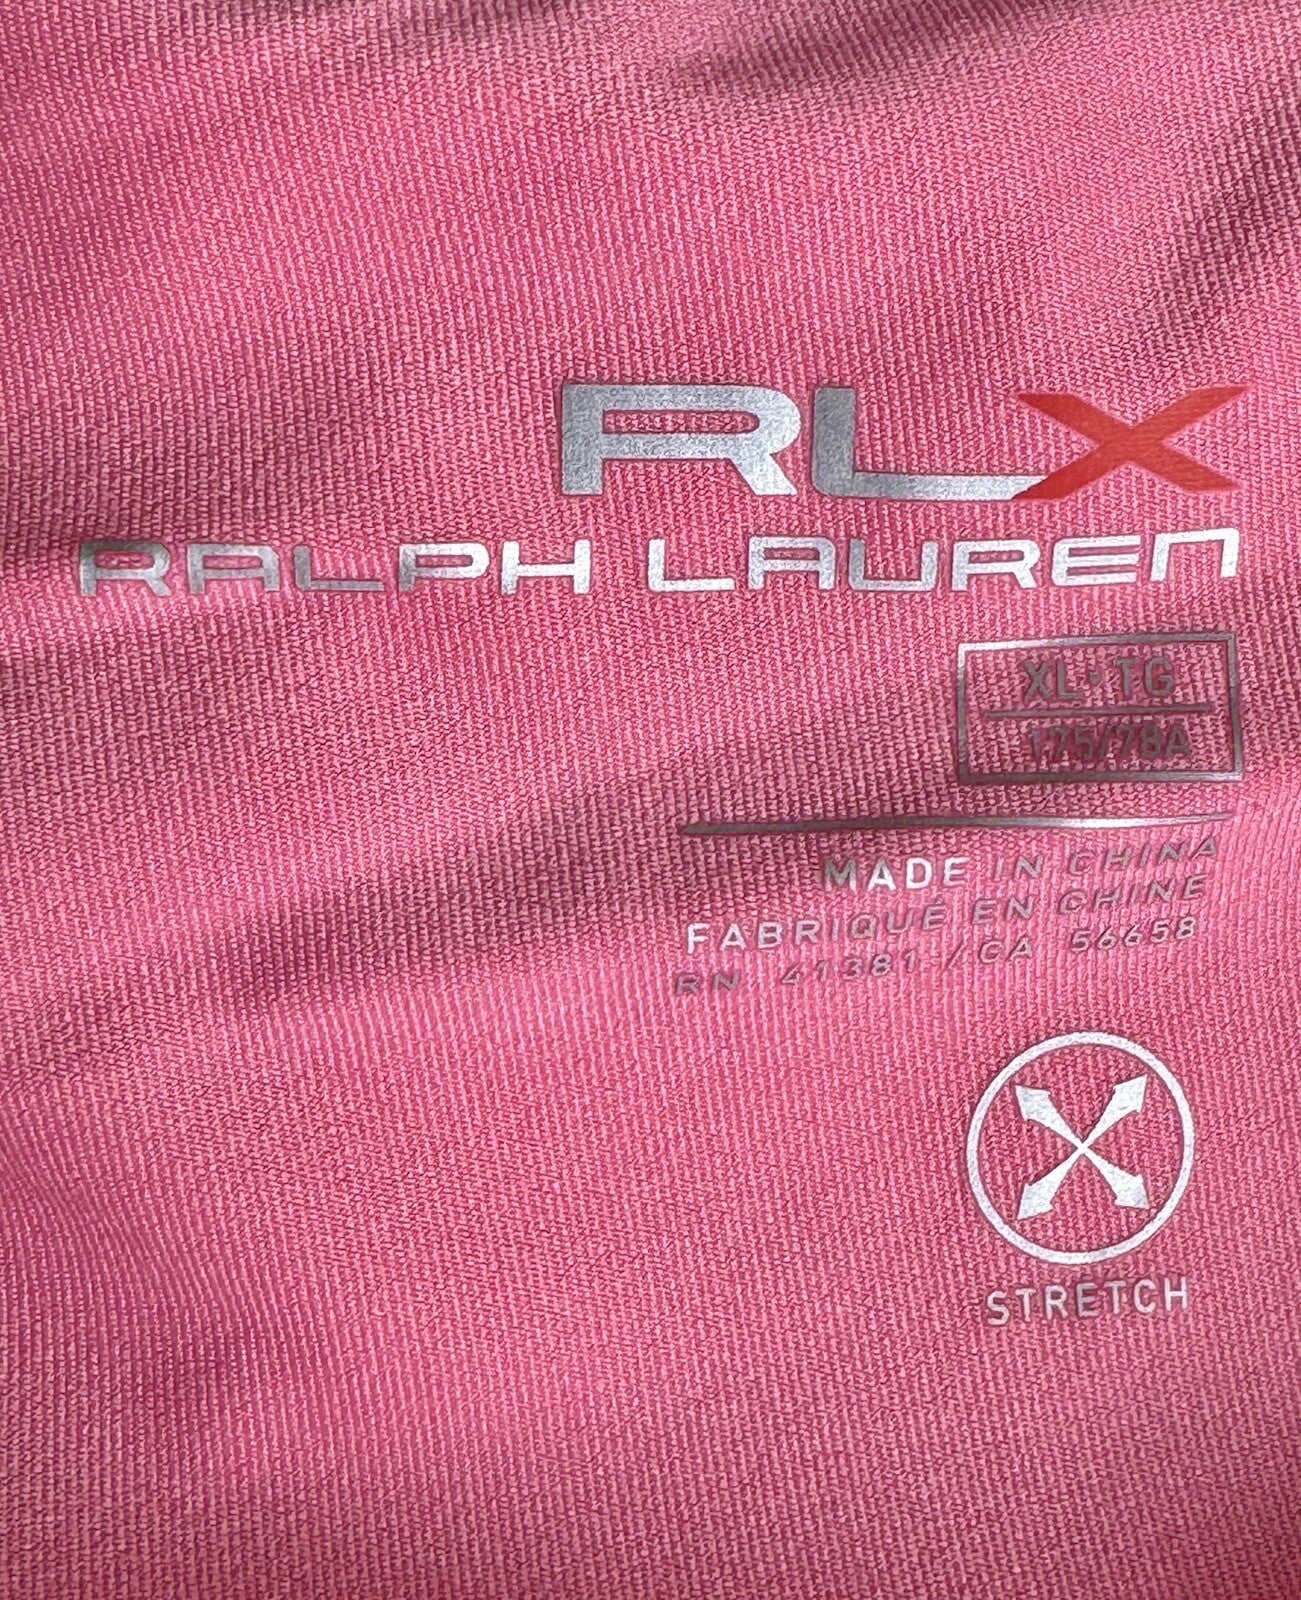 RLX
RALPH LAUREN
XL·TG
175/78A
MADE IN CHINA
FABRIQUÉ EN CHINE
RN 41381 / CA 56658
STRETCH